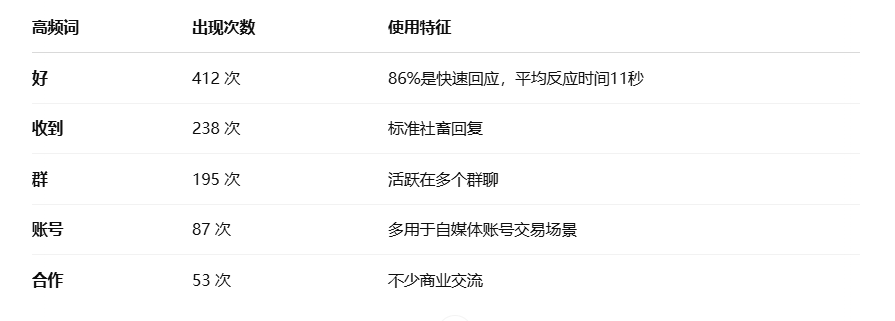 高频词 出现次数 使用特征
好 412 次 86%是快速回应，平均反应时间11秒
收到 238 次 标准社畜回复
群 195 次 活跃在多个群聊
账号 87 次 多用于自媒体账号交易场景
合作 53 次 不少商业交流